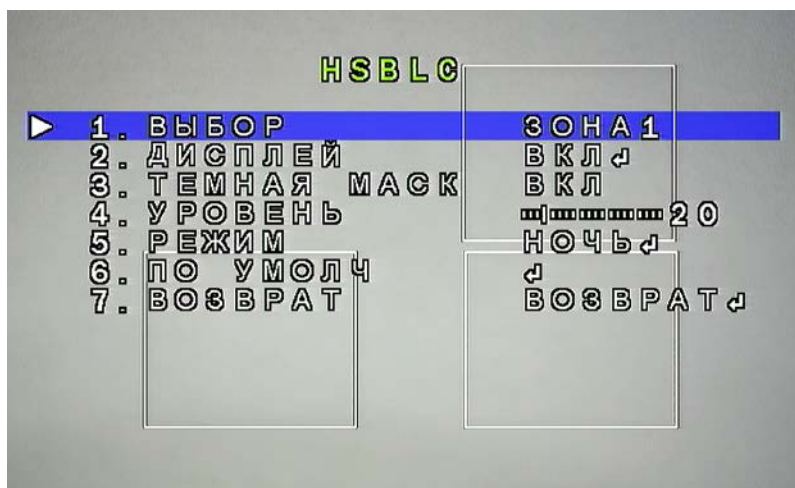 HSBLC
1. ВЫБОР ЗОНА1
2. ДИСПЛЕЙ ВКЛ↲
3. ТЕМНАЯ МАСК ВКЛ
4. УРОВЕНЬ 20
5. РЕЖИМ НОЧЬ↲
6. ПО УМОЛЧ ↲
7. ВОЗВРАТ ВОЗВРАТ↲